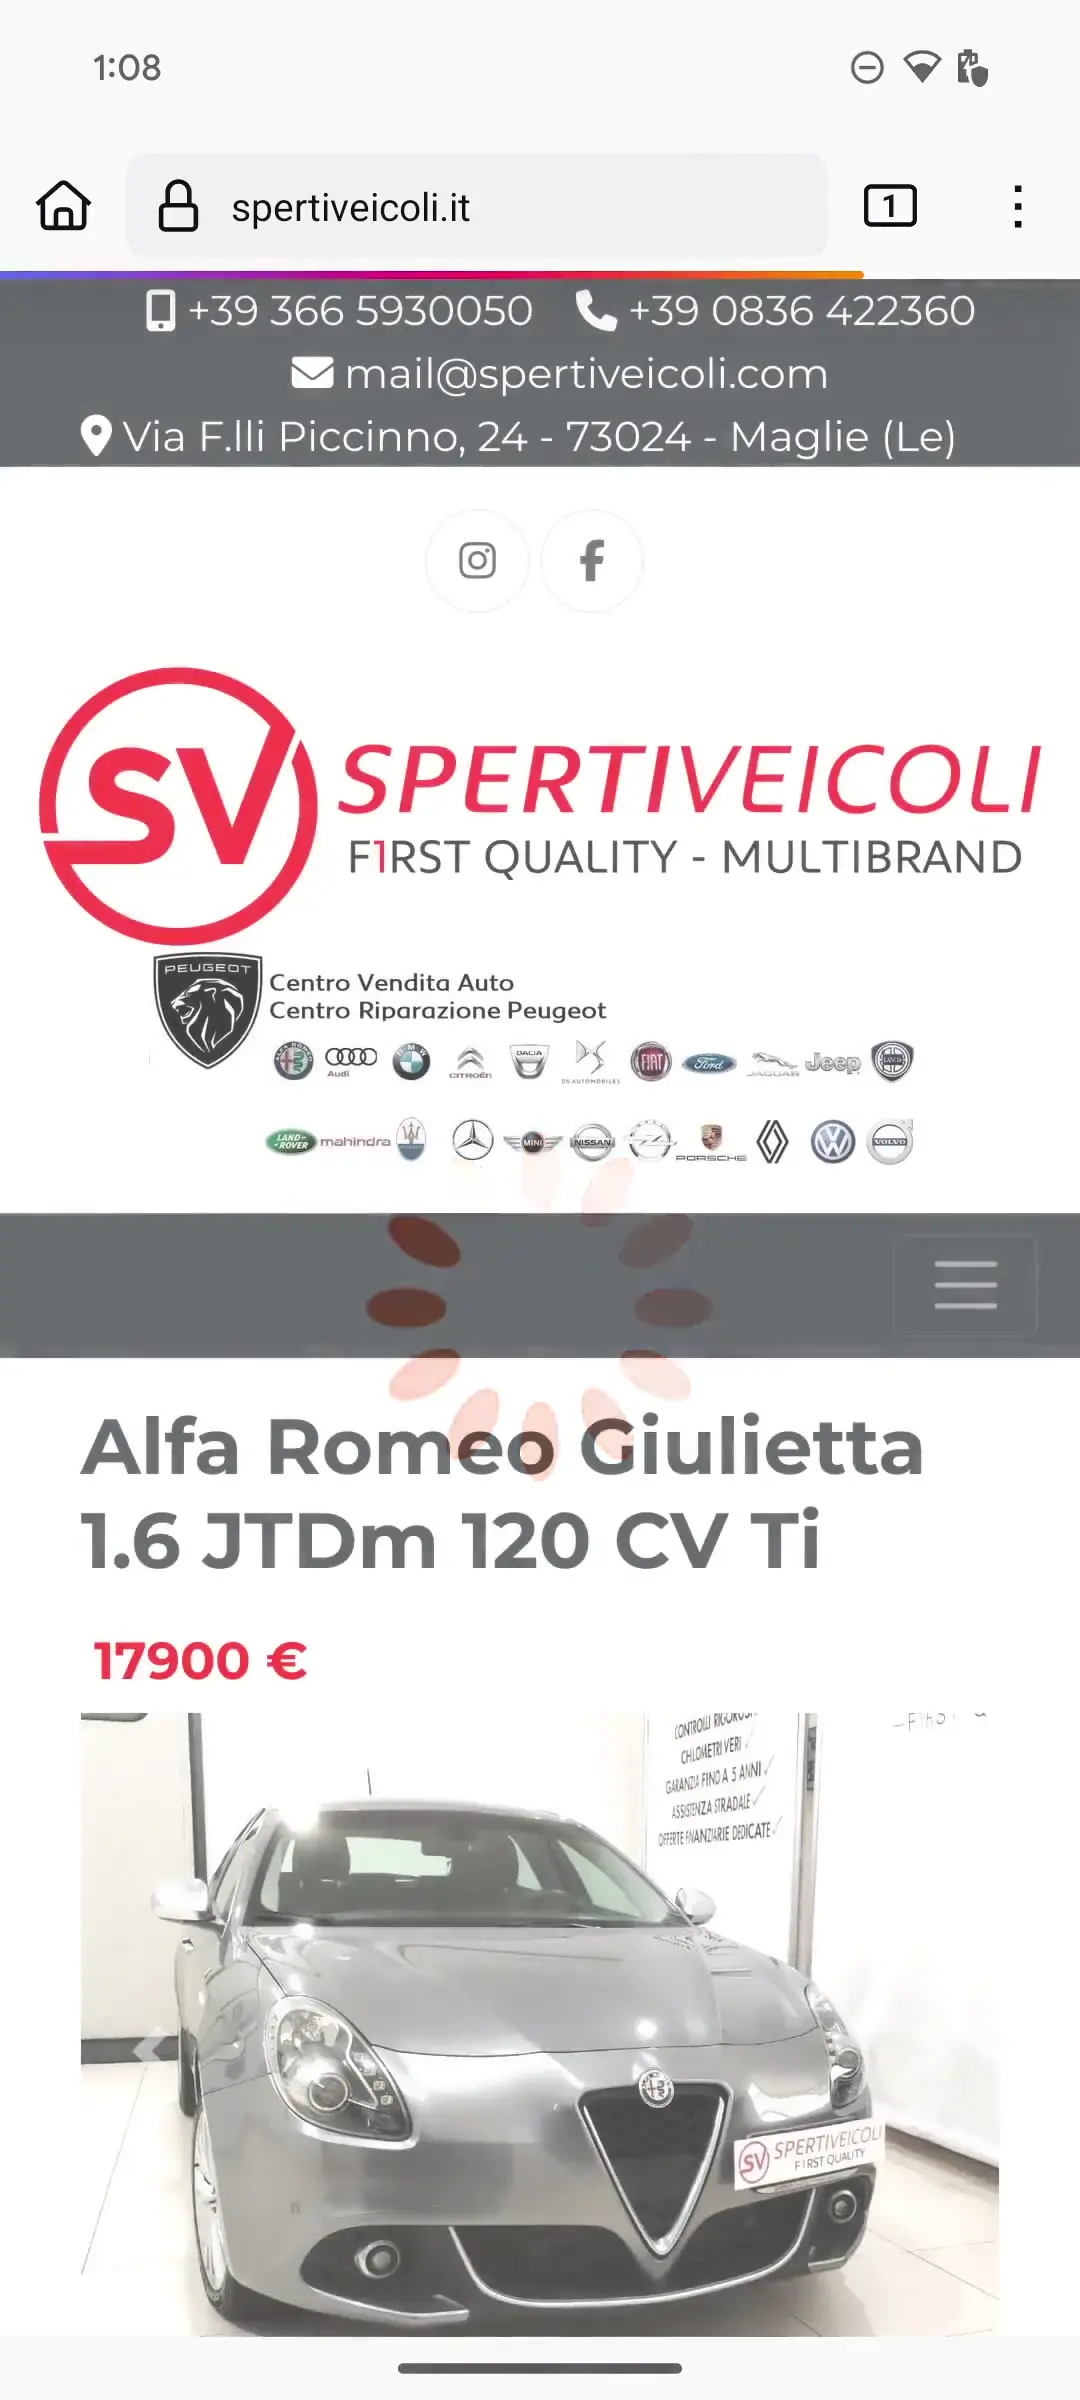 1:08
spertiveicoli.it
1
+39 366 5930050 +39 0836 422360
mail@spertiveicoli.com
Via F.lli Piccinno, 24 - 73024 - Maglie (Le)
SV
SPERTIVEICOLI
F1RST QUALITY - MULTIBRAND
PEUGEOT
Centro Vendita Auto
Centro Riparazione Peugeot
ALFA ROMEO Audi BMW CITROËN DACIA DS AUTOMOBILES FIAT Ford JAGUAR Jeep LANCIA
LAND-ROVER mahindra MINI NISSAN PORSCHE VW VOLVO
Alfa Romeo Giulietta
1.6 JTDm 120 CV Ti
17900 €
CONTROLLI RIGOROSI
CHILOMETRI VERI ✓
GARANZIA FINO A 5 ANNI ✓
ASSISTENZA STRADALE ✓
OFFERTE FINANZIARIE DEDICATE ✓
SV SPERTIVEICOLI
F1RST QUALITY